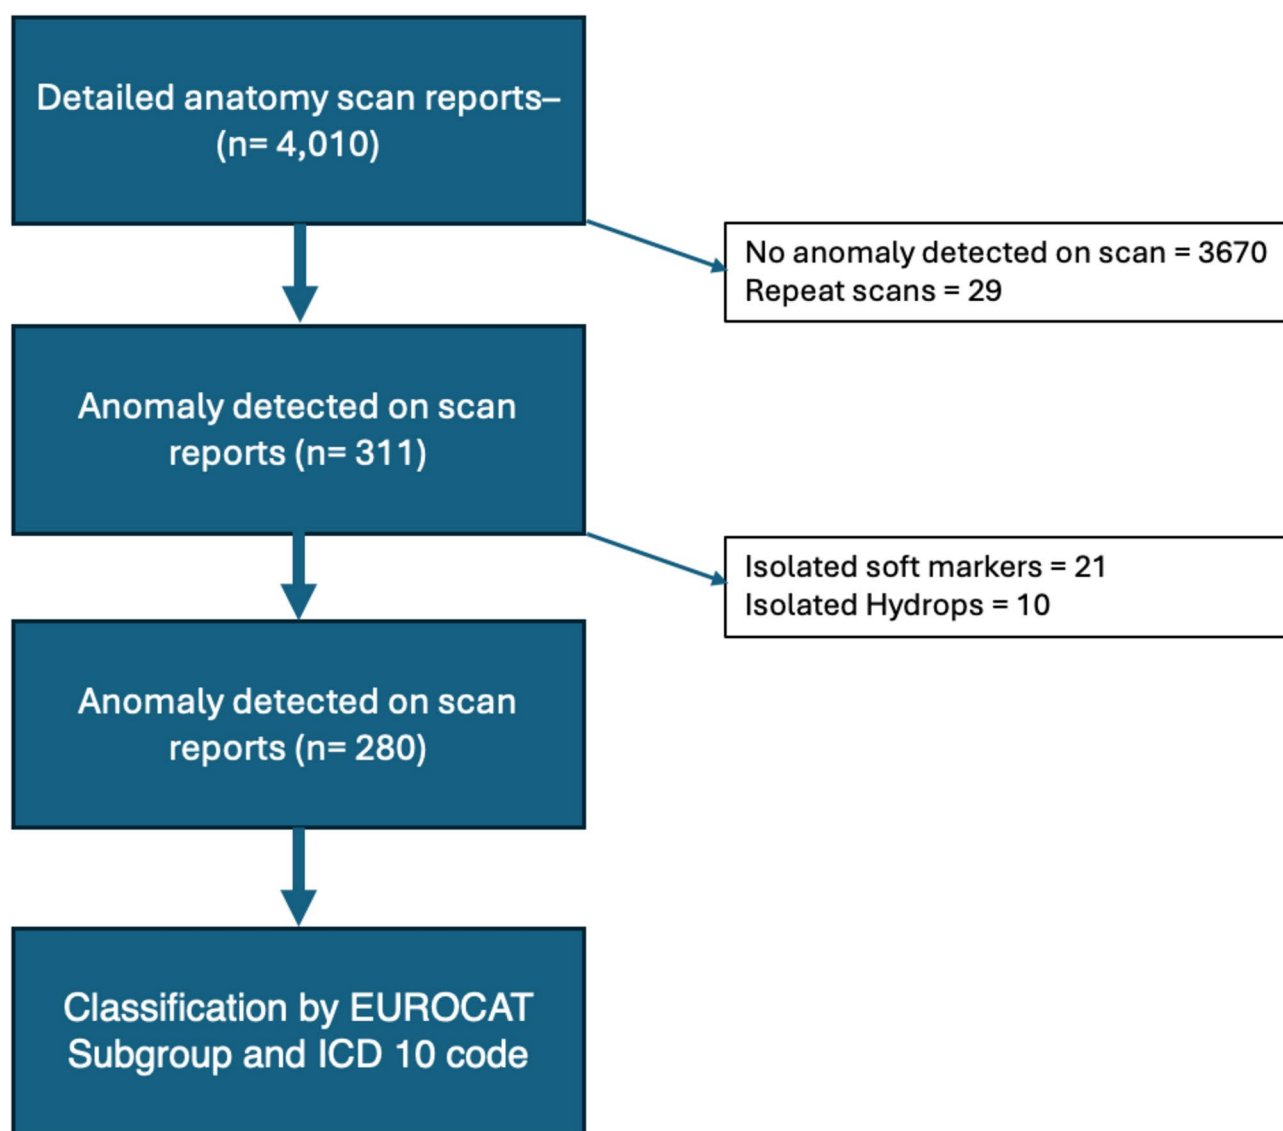 Detailed anatomy scan reports–
(n= 4,010)
No anomaly detected on scan = 3670
Repeat scans = 29
Anomaly detected on scan
reports (n= 311)
Isolated soft markers = 21
Isolated Hydrops = 10
Anomaly detected on scan
reports (n= 280)
Classification by EUROCAT
Subgroup and ICD 10 code